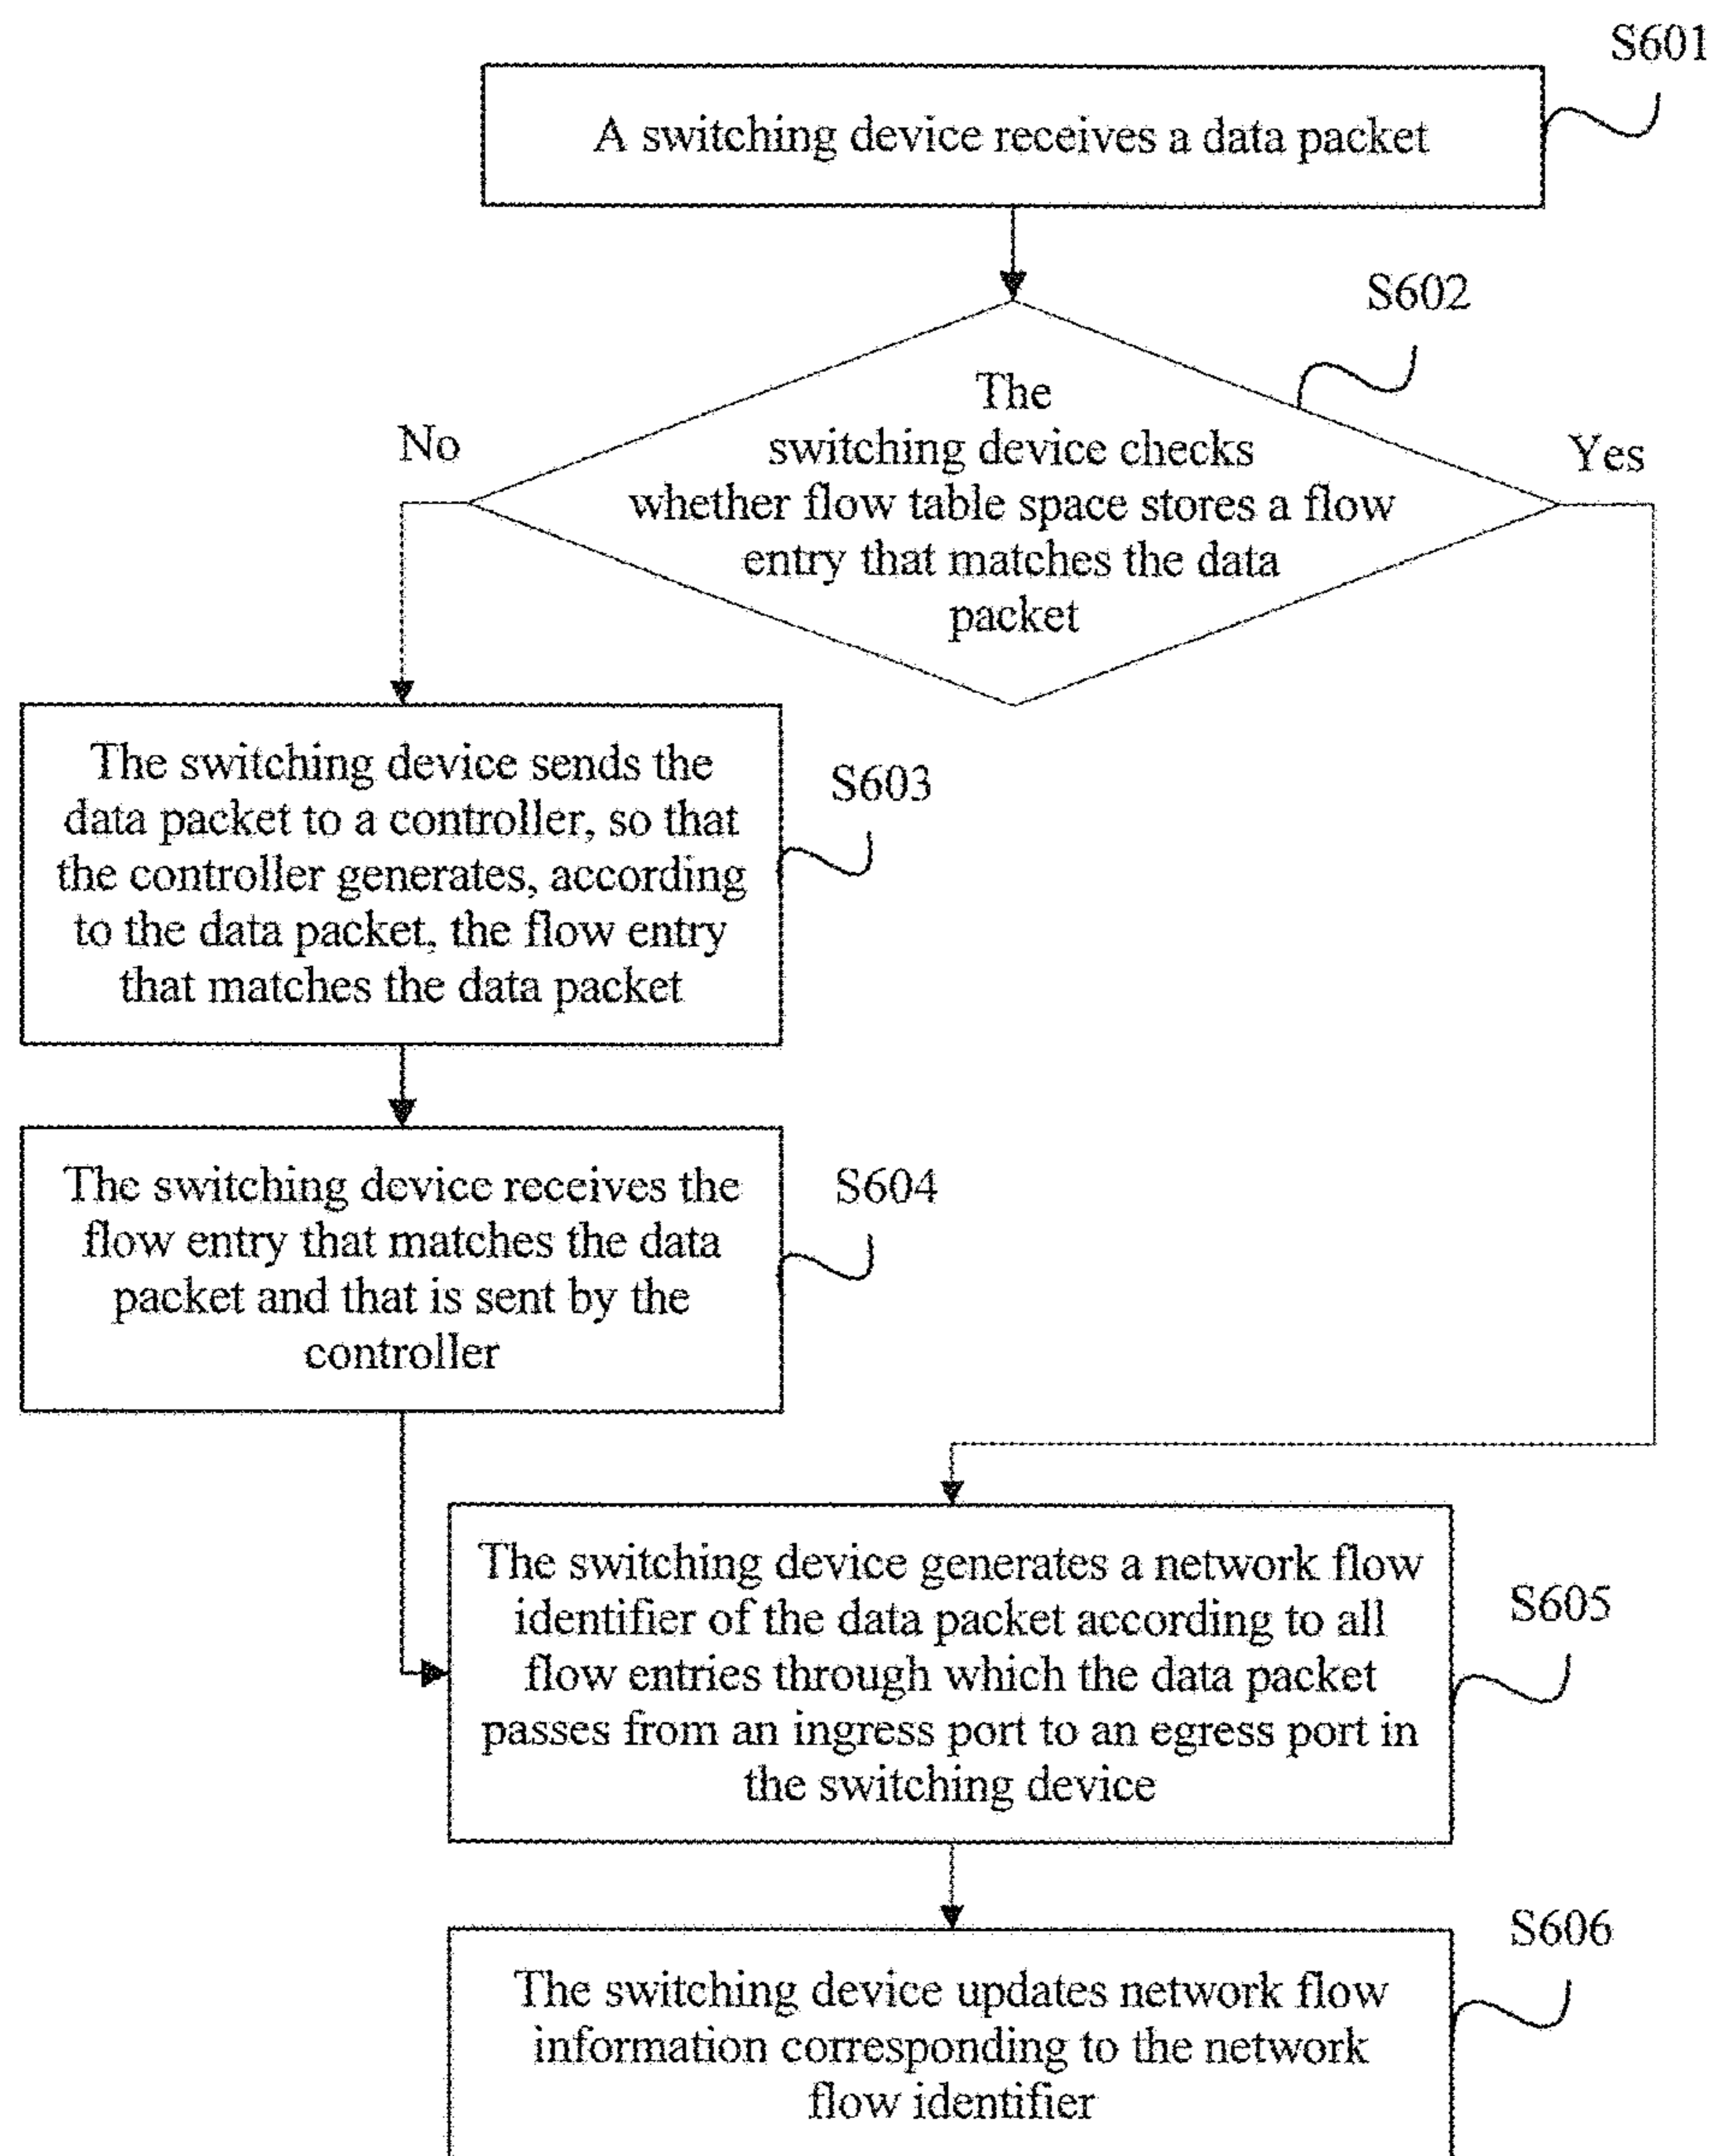 S601
A switching device receives a data packet
S602
The
switching device checks
whether flow table space stores a flow
entry that matches the data
packet
No
Yes
The switching device sends the
data packet to a controller, so that
the controller generates, according
to the data packet, the flow entry
that matches the data packet
S603
The switching device receives the
flow entry that matches the data
packet and that is sent by the
controller
S604
The switching device generates a network flow
identifier of the data packet according to all
flow entries through which the data packet
passes from an ingress port to an egress port in
the switching device
S605
The switching device updates network flow
information corresponding to the network
flow identifier
S606